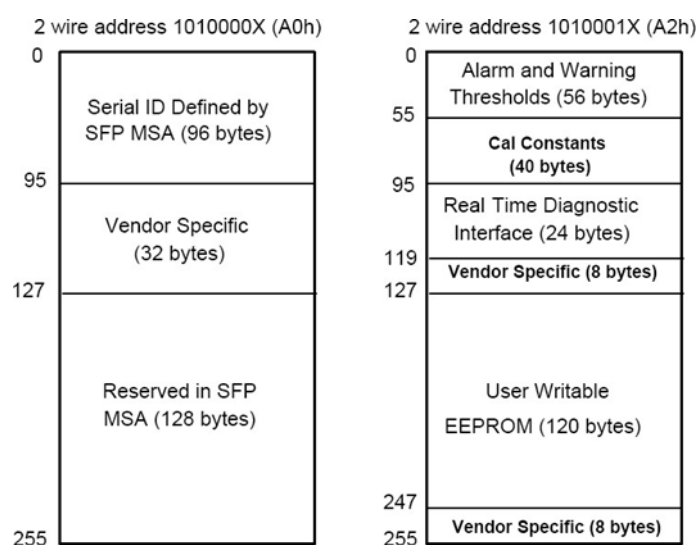 2 wire address 1010000X (A0h)
0
Serial ID Defined by
SFP MSA (96 bytes)
95
Vendor Specific
(32 bytes)
127
Reserved in SFP
MSA (128 bytes)
255
2 wire address 1010001X (A2h)
0
Alarm and Warning
Thresholds (56 bytes)
55
Cal Constants
(40 bytes)
95
Real Time Diagnostic
Interface (24 bytes)
119
Vendor Specific (8 bytes)
127
User Writable
EEPROM (120 bytes)
247
Vendor Specific (8 bytes)
255